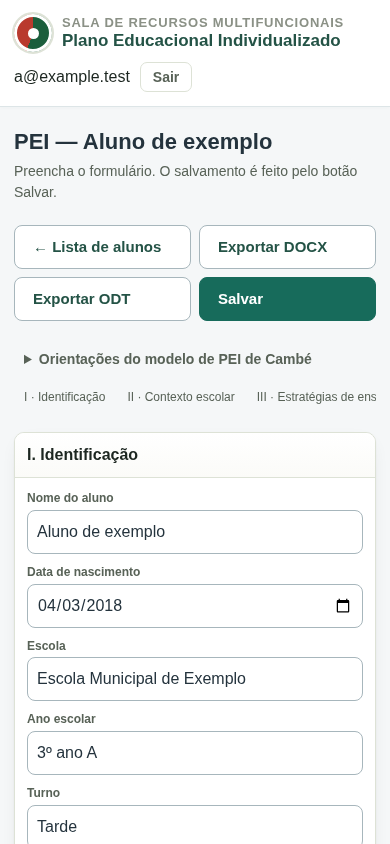 SALA DE RECURSOS MULTIFUNCIONAIS
Plano Educacional Individualizado
a@example.test
Sair
PEI — Aluno de exemplo
Preencha o formulário. O salvamento é feito pelo botão
Salvar.
← Lista de alunos
Exportar DOCX
Exportar ODT
Salvar
Orientações do modelo de PEI de Cambé
I · Identificação
II · Contexto escolar
III · Estratégias de ens
I. Identificação
Nome do aluno
Aluno de exemplo
Data de nascimento
04/03/2018
Escola
Escola Municipal de Exemplo
Ano escolar
3º ano A
Turno
Tarde